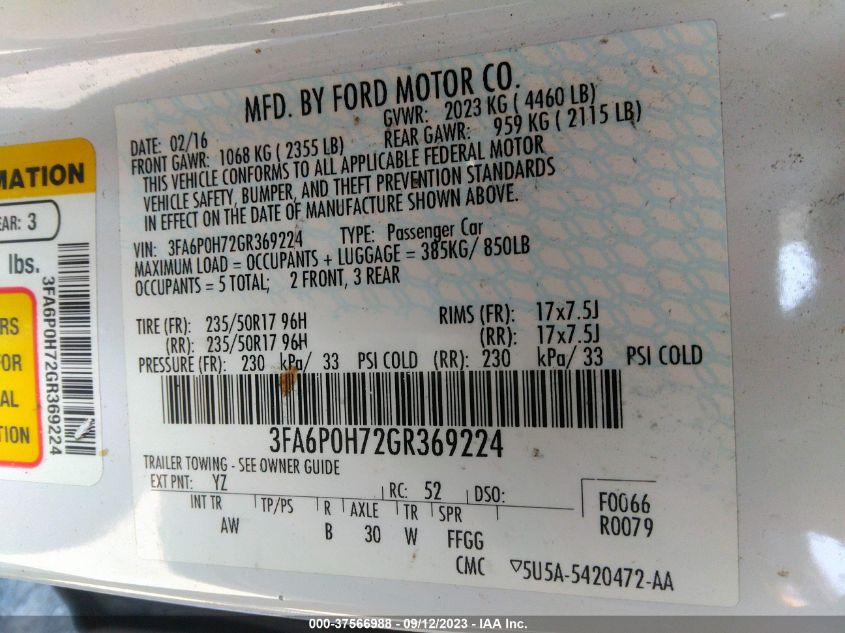 MFD. BY FORD MOTOR CO.
DATE: 02/16 GVWR: 2023 KG ( 4460 LB)
FRONT GAWR: 1068 KG ( 2355 LB) REAR GAWR: 959 KG ( 2115 LB)
THIS VEHICLE CONFORMS TO ALL APPLICABLE FEDERAL MOTOR
VEHICLE SAFETY, BUMPER, AND THEFT PREVENTION STANDARDS
IN EFFECT ON THE DATE OF MANUFACTURE SHOWN ABOVE.
VIN: 3FA6P0H72GR369224 TYPE: Passenger Car
MAXIMUM LOAD = OCCUPANTS + LUGGAGE = 385KG/ 850LB
OCCUPANTS = 5 TOTAL; 2 FRONT, 3 REAR
TIRE (FR): 235/50R17 96H RIMS (FR): 17x7.5J
(RR): 235/50R17 96H (RR): 17x7.5J
PRESSURE (FR): 230 kPa/ 33 PSI COLD (RR): 230 kPa/ 33 PSI COLD
3FA6P0H72GR369224
TRAILER TOWING - SEE OWNER GUIDE
EXT PNT: YZ RC: 52 DSO:
INT TR TP/PS R AXLE TR SPR
AW B 30 W FFGG
F0066
R0079
CMC ▽5U5A-5420472-AA
MATION
EAR: 3
lbs.
RS
FOR
AL
TION
3FA6P0H72GR369224
000-37566988 - 09/12/2023 - IAA Inc.